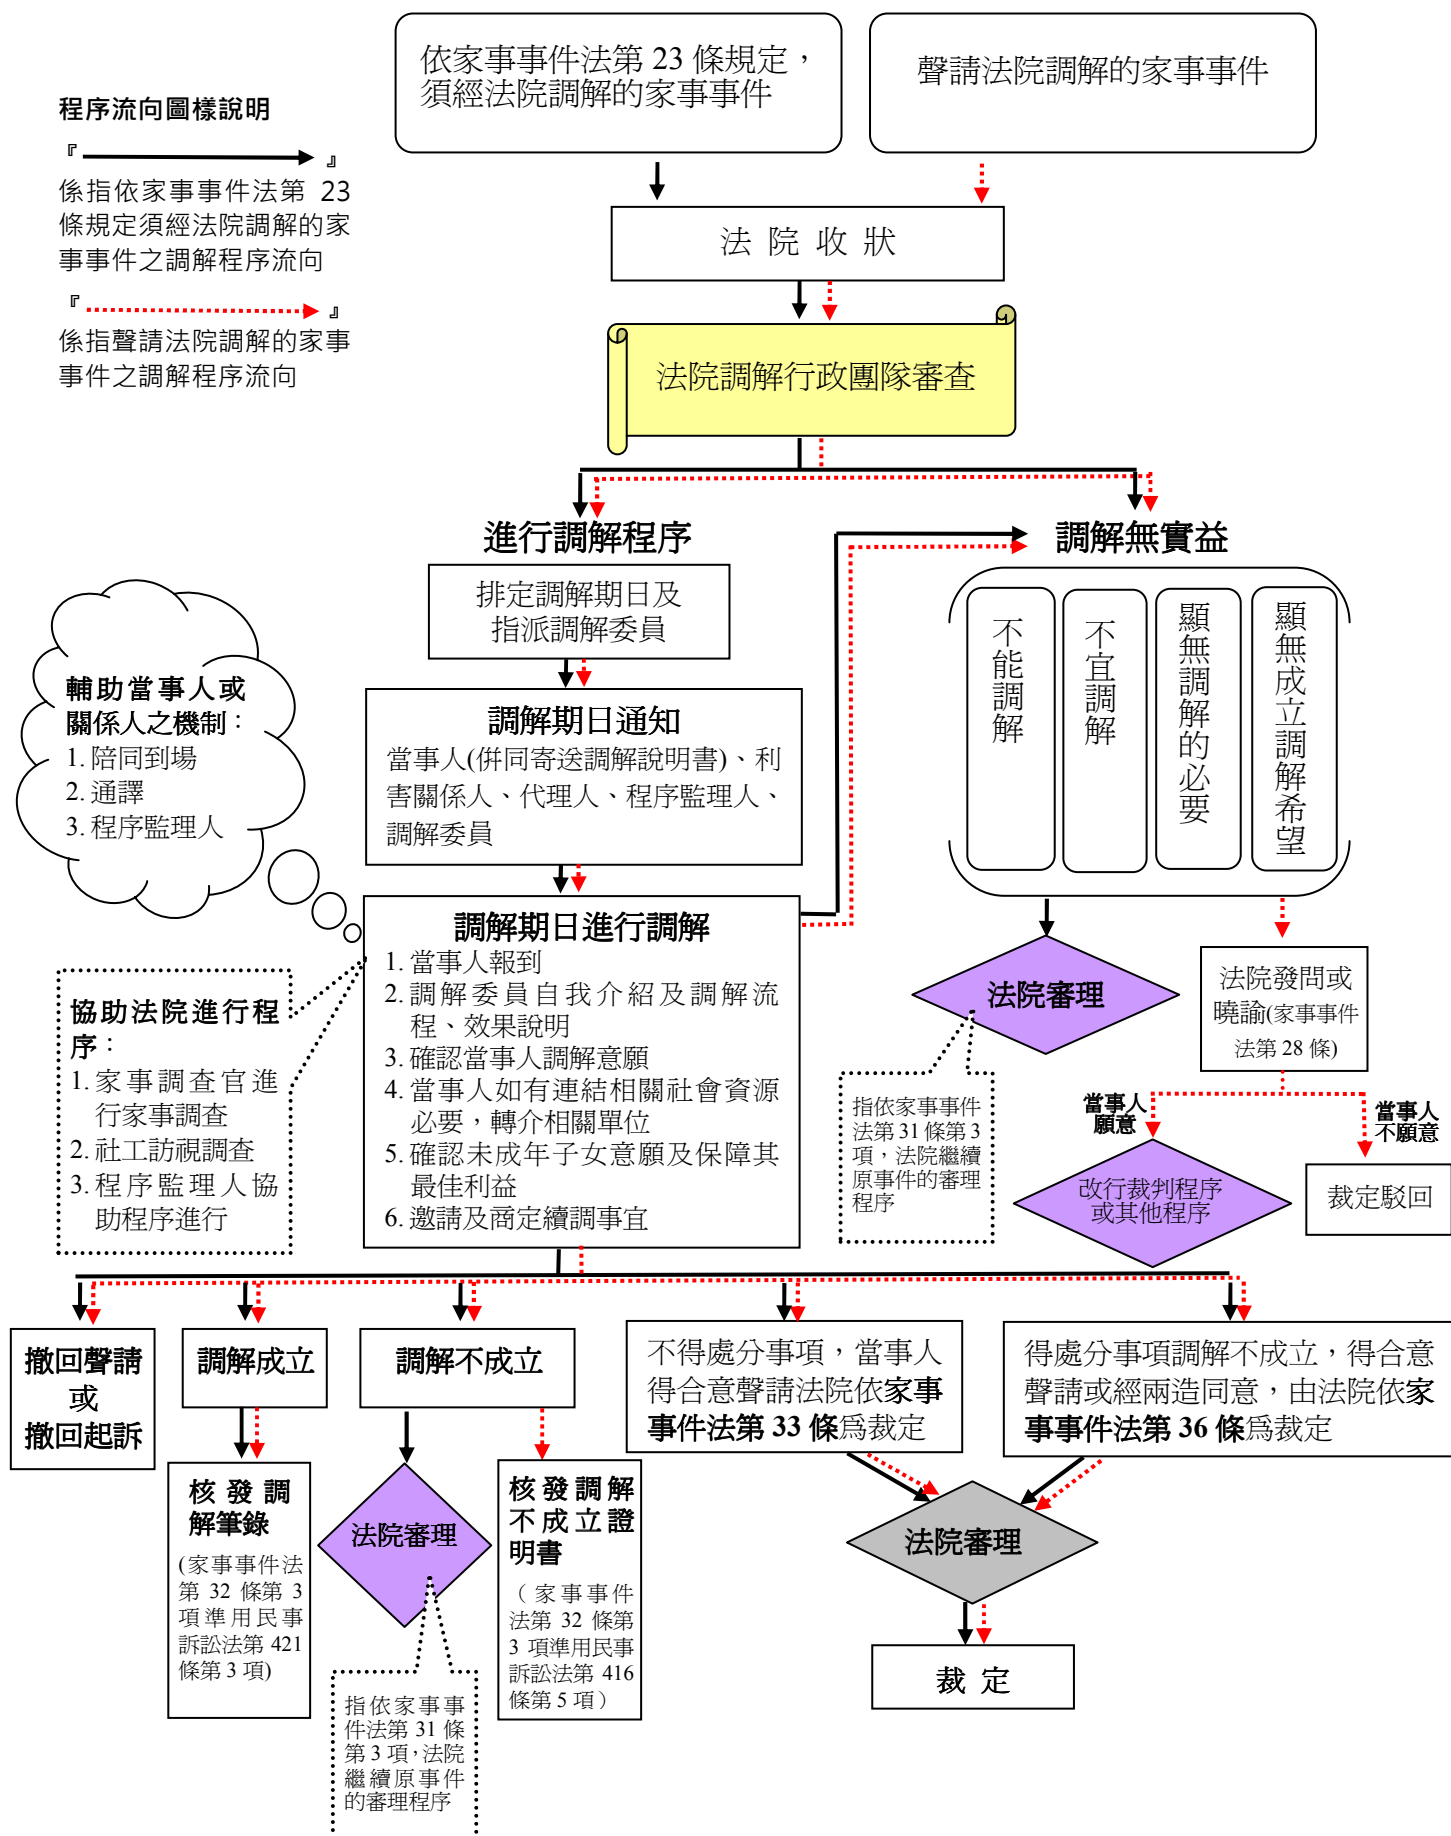 依家事事件法第 23 條規定，
須經法院調解的家事事件
聲請法院調解的家事事件
程序流向圖樣說明
『 』
係指依家事事件法第 23
條規定須經法院調解的家
事事件之調解程序流向
『 』
係指聲請法院調解的家事
事件之調解程序流向
法 院 收 狀
法院調解行政團隊審查
進行調解程序
調解無實益
排定調解期日及
指派調解委員
不能調解
不宜調解
顯無調解的必要
顯無成立調解希望
輔助當事人或
關係人之機制：
1. 陪同到場
2. 通譯
3. 程序監理人
調解期日通知
當事人(併同寄送調解說明書)、利
害關係人、代理人、程序監理人、
調解委員
調解期日進行調解
1. 當事人報到
2. 調解委員自我介紹及調解流
程、效果說明
3. 確認當事人調解意願
4. 當事人如有連結相關社會資源
必要，轉介相關單位
5. 確認未成年子女意願及保障其
最佳利益
6. 邀請及商定續調事宜
協助法院進行程
序：
1. 家事調查官進
行家事調查
2. 社工訪視調查
3. 程序監理人協
助程序進行
法院審理
指依家事事件
法第 31 條第 3
項，法院繼續
原事件的審理
程序
法院發問或
曉諭(家事事件
法第 28 條)
當事人
願意
當事人
不願意
改行裁判程序
或其他程序
裁定駁回
撤回聲請
或
撤回起訴
調解成立
調解不成立
不得處分事項，當事人
得合意聲請法院依家事
事件法第 33 條為裁定
得處分事項調解不成立，得合意
聲請或經兩造同意，由法院依家
事事件法第 36 條為裁定
核發調
解筆錄
(家事事件法
第 32 條第 3
項準用民事
訴訟法第 421
條第 3 項)
法院審理
指依家事事
件法第 31 條
第 3 項，法院
繼續原事件
的審理程序
核發調解
不成立證
明書
（家事事件
法第 32 條第
3 項準用民事
訴訟法第 416
條第 5 項）
法院審理
裁 定